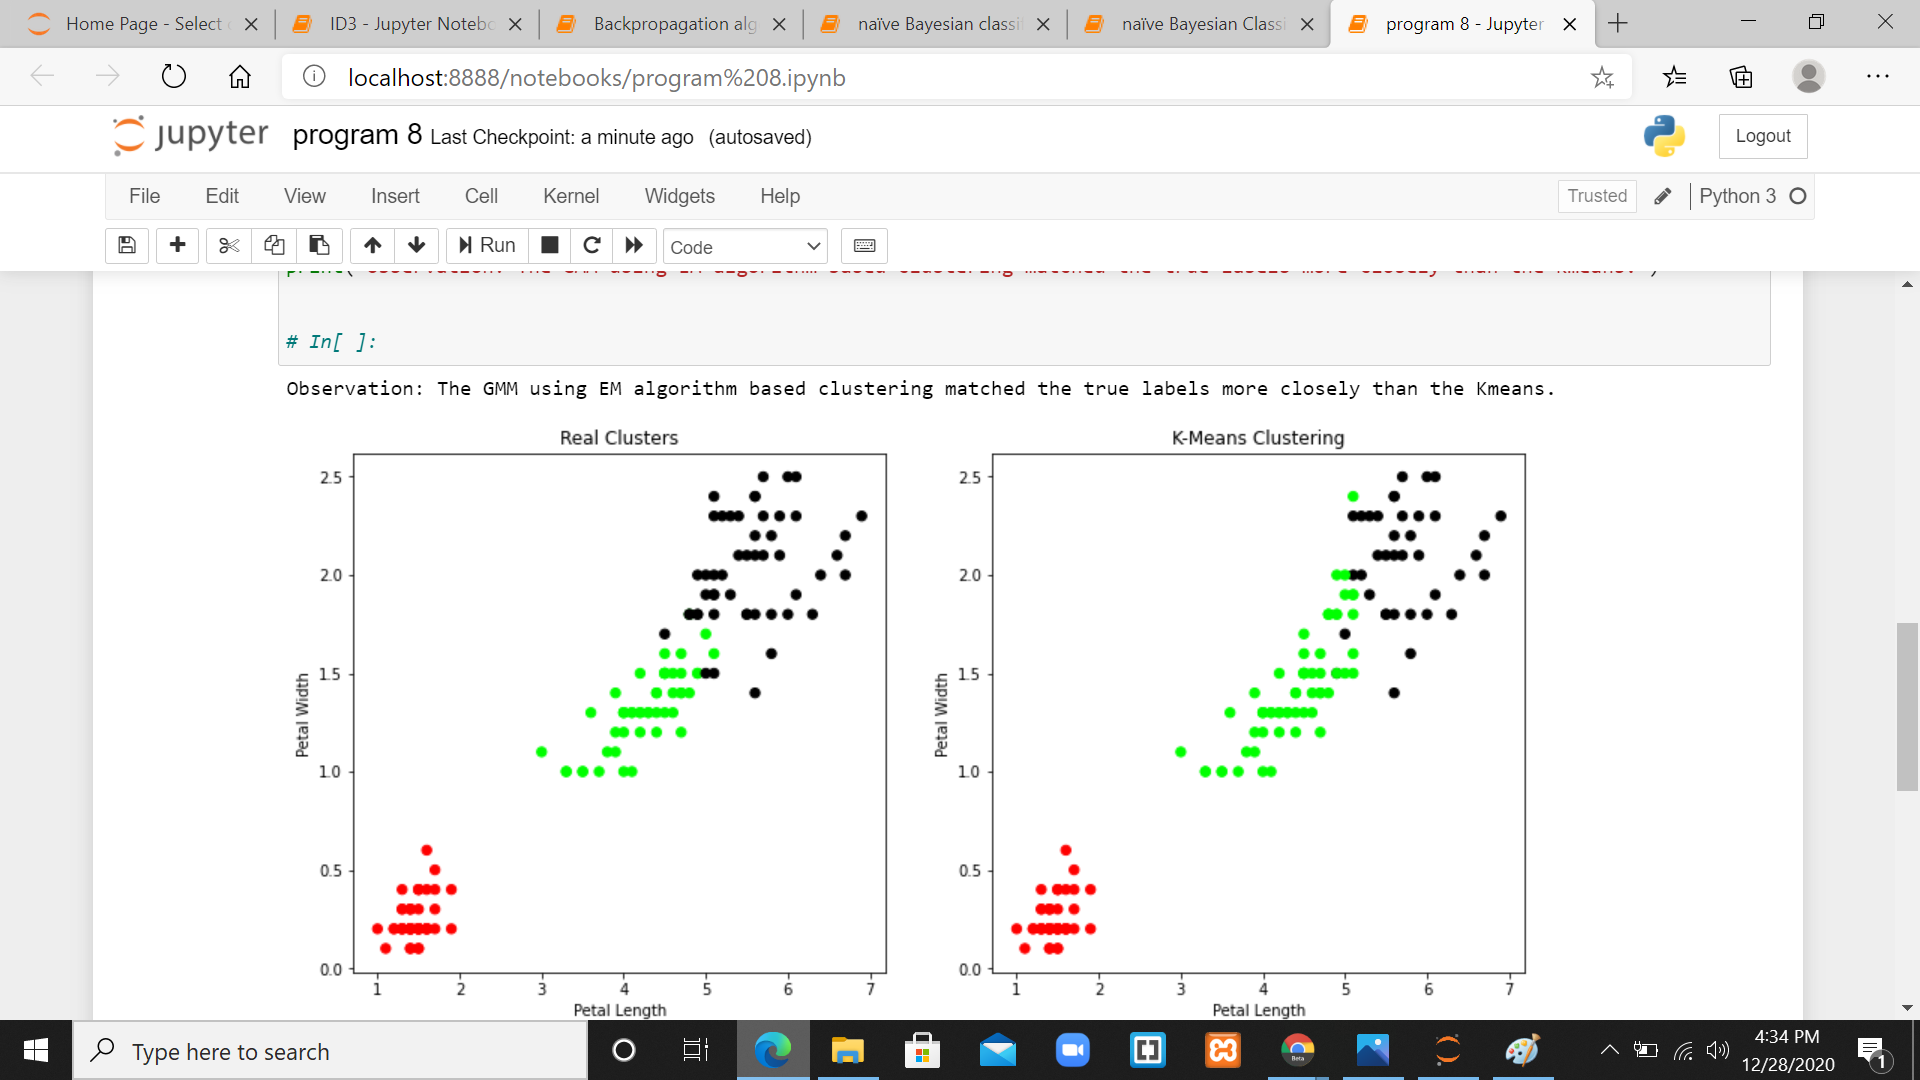 Home Page - Select
ID3 - Jupyter Notebo
Backpropagation alg
naïve Bayesian classi
naïve Bayesian Classi
program 8 - Jupyter
localhost:8888/notebooks/program%208.ipynb
jupyter program 8 Last Checkpoint: a minute ago (autosaved)
Logout
File Edit View Insert Cell Kernel Widgets Help
Trusted
Python 3
Run
Code
# In[ ]:
Observation: The GMM using EM algorithm based clustering matched the true labels more closely than the Kmeans.
Real Clusters
2.5
2.0
1.5
1.0
0.5
0.0
Petal Width
1 2 3 4 5 6 7
Petal Length
K-Means Clustering
2.5
2.0
1.5
1.0
0.5
0.0
Petal Width
1 2 3 4 5 6 7
Petal Length
Type here to search
Beta
4:34 PM
12/28/2020
1